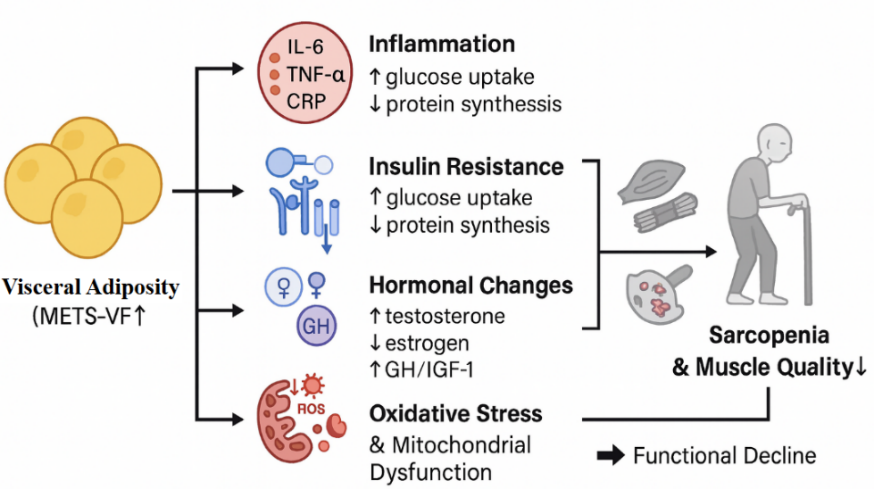 IL-6
TNF-α
CRP
Inflammation
↑ glucose uptake
↓ protein synthessis
Insulin Resistance
↑ glucose uptake
↓ protein synthesis
Visceral Adiposity
(METS-VF↑
GH
Hormonal Changes
↑ testosterone
↓ estrogen
↑ GH/IGF-1
Sarcopenia
& Muscle Quality↓
↓
ROS
Oxidative Stress
& Mitochondrial
Dysfunction
➡ Functional Decline